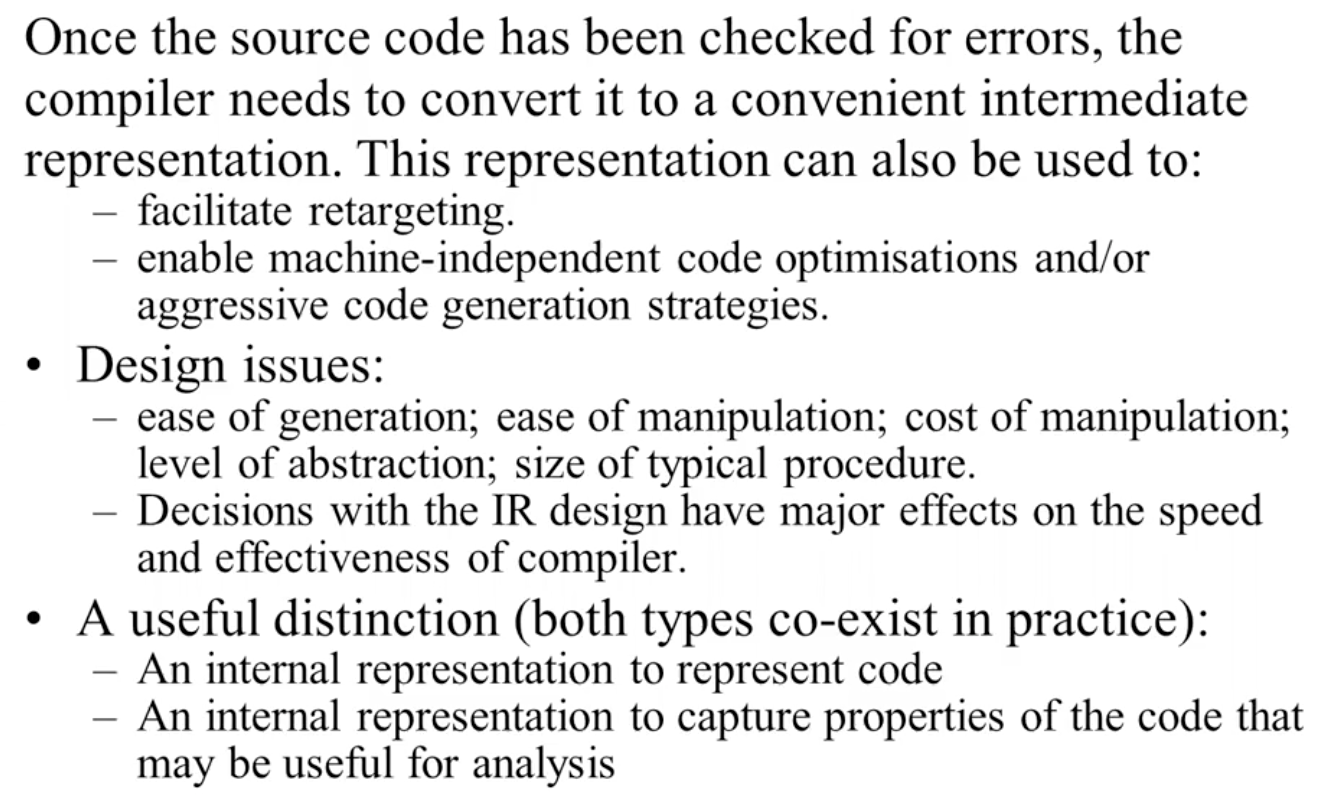 Once the source code has been checked for errors, the
compiler needs to convert it to a convenient intermediate
representation. This representation can also be used to:
– facilitate retargeting.
– enable machine-independent code optimisations and/or
aggressive code generation strategies.
• Design issues:
– ease of generation; ease of manipulation; cost of manipulation;
level of abstraction; size of typical procedure.
– Decisions with the IR design have major effects on the speed
and effectiveness of compiler.
• A useful distinction (both types co-exist in practice):
– An internal representation to represent code
– An internal representation to capture properties of the code that
may be useful for analysis